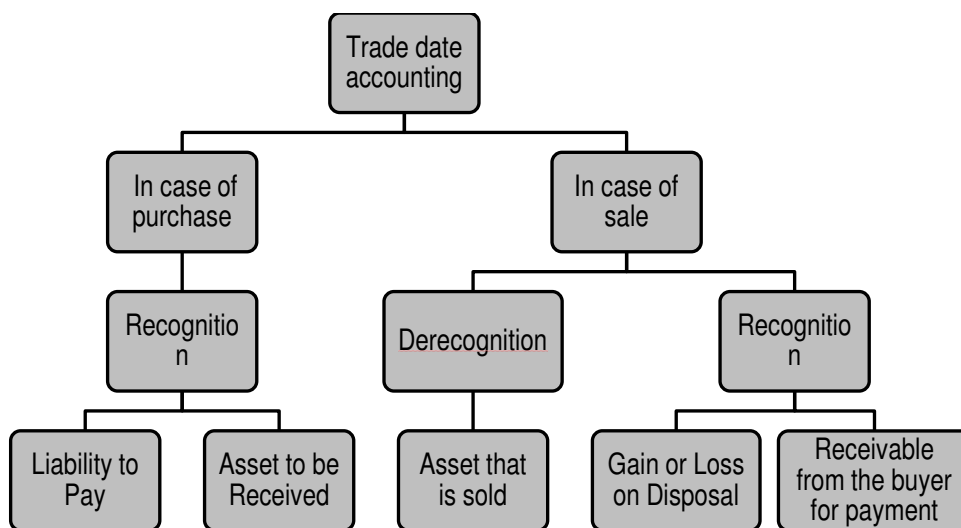 Trade date
accounting
In case of
purchase
In case of
sale
Recognitio
n
Derecognition
Recognitio
n
Liability to
Pay
Asset to be
Received
Asset that
is sold
Gain or Loss
on Disposal
Receivable
from the buyer
for payment